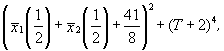 (x̄₁(1/2) + x̄₂(1/2) + 41/8)² + (T + 2)⁴,